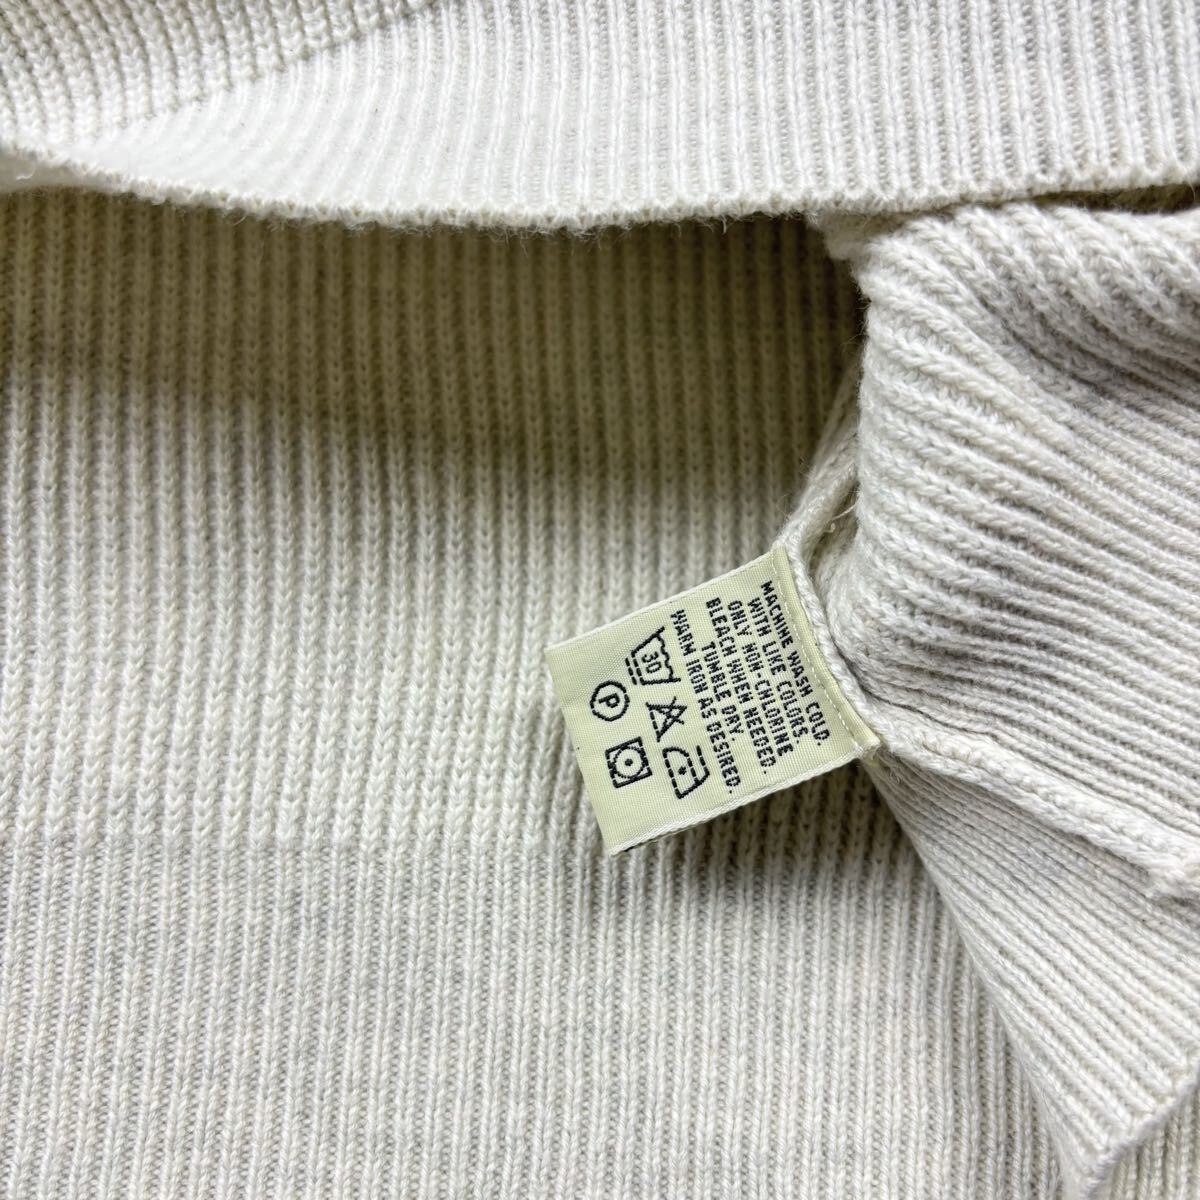 MACHINE WASH COLD.
WITH LIKE COLORS.
ONLY NON-CHLORINE
BLEACH WHEN NEEDED.
TUMBLE DRY.
WARM IRON AS DESIRED.
30
P